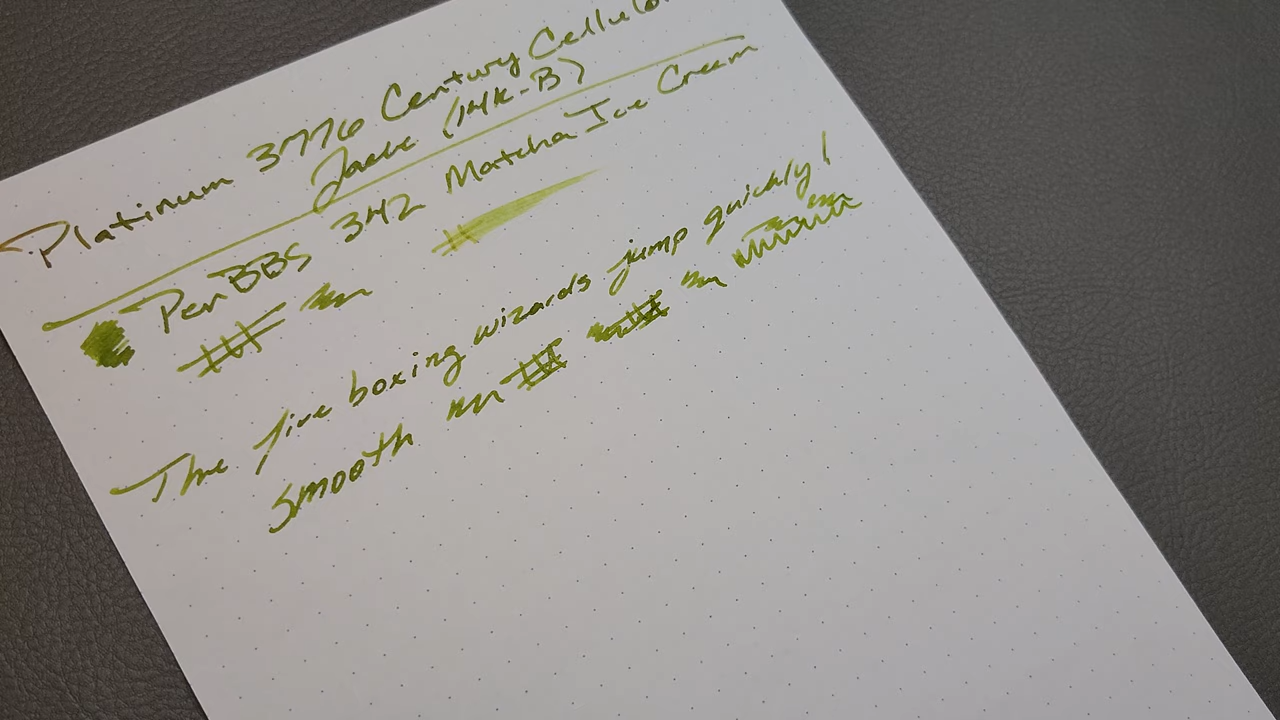 Platinum 3776 Century Cellulo
Jade (14K-B)
PenBBS 342 Matcha Ice Cream
The five boxing wizards jump quickly!
smooth